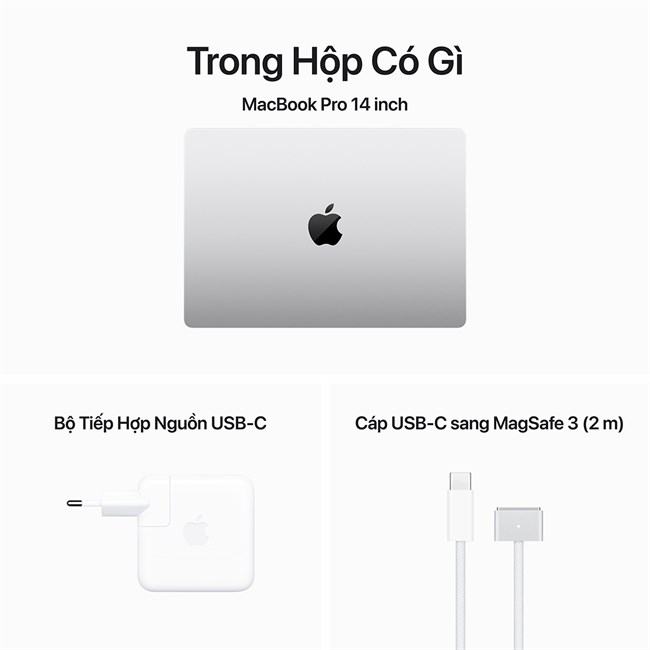 Trong Hộp Có Gì
MacBook Pro 14 inch
Bộ Tiếp Hợp Nguồn USB-C
Cáp USB-C sang MagSafe 3 (2 m)